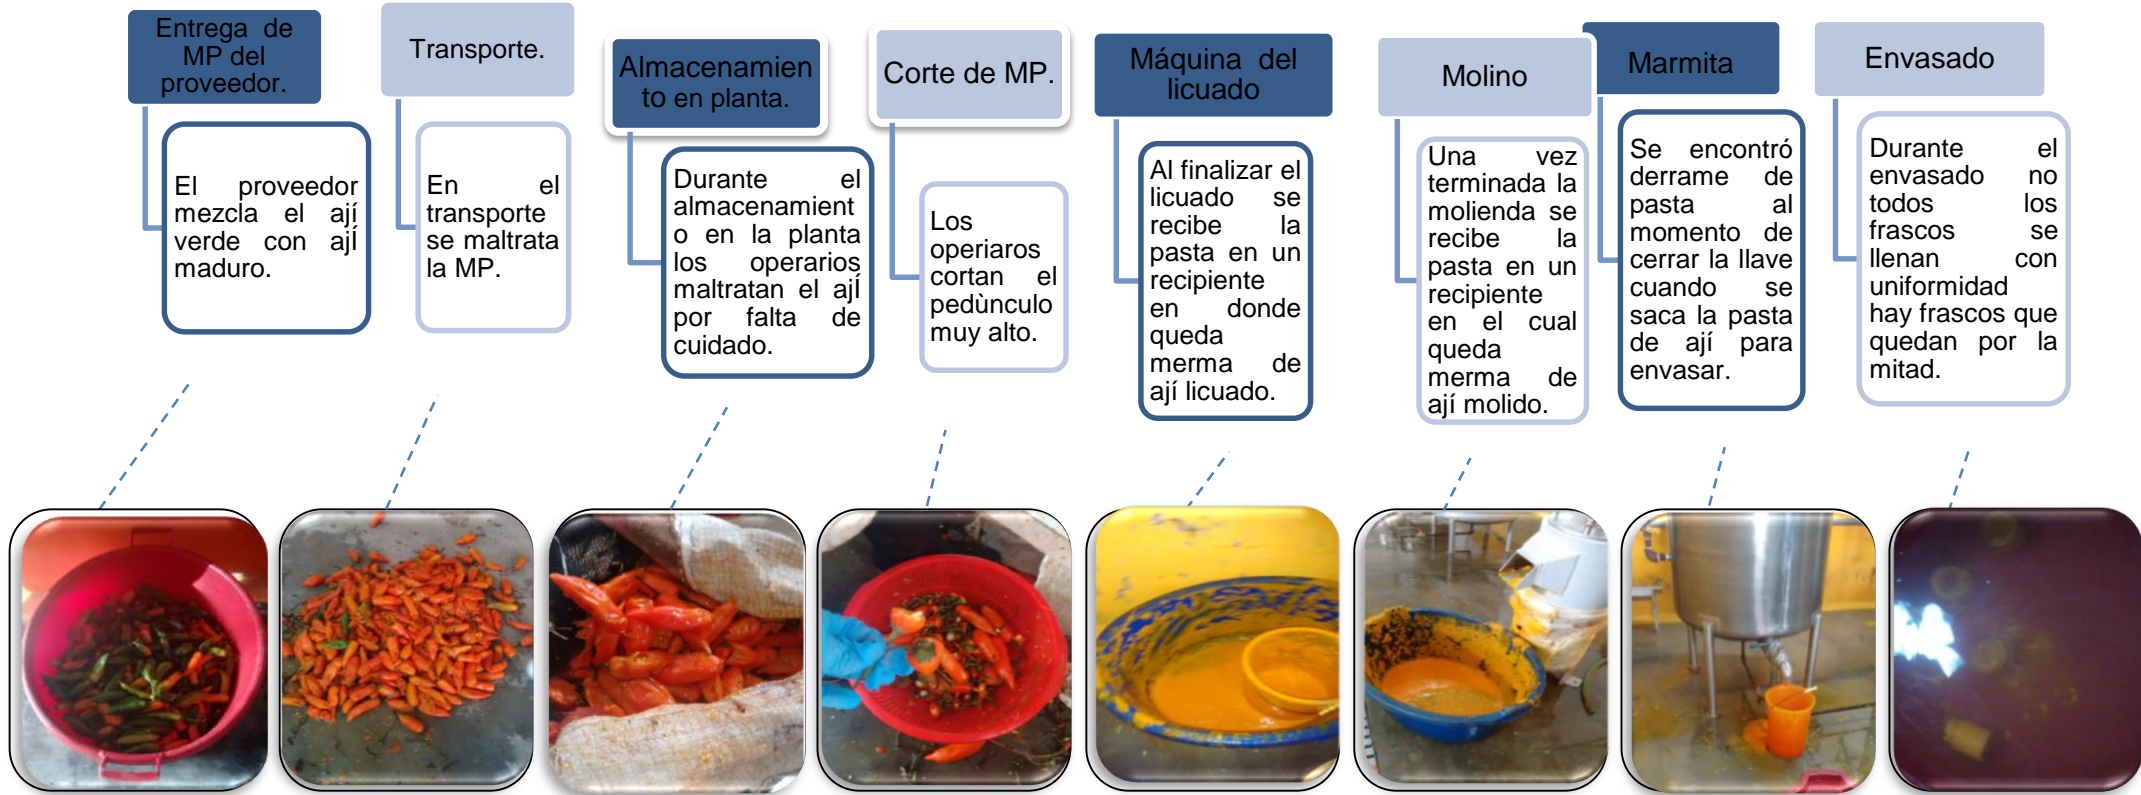 Entrega de
MP del
proveedor.
El proveedor
mezcla el ají
verde con ajÍ
maduro.
Transporte.
En el
transporte
se maltrata
la MP.
Almacenamien
to en planta.
Durante el
almacenamient
o en la planta
los operarios
maltratan el ajÍ
por falta de
cuidado.
Corte de MP.
Los
operiaros
cortan el
pedùnculo
muy alto.
Máquina del
licuado
Al finalizar el
licuado se
recibe la
pasta en un
recipiente
en donde
queda
merma de
ají licuado.
Molino
Una vez
terminada la
molienda se
recibe la
pasta en un
recipiente
en el cual
queda
merma de
ají molido.
Marmita
Se encontró
derrame de
pasta al
momento de
cerrar la llave
cuando se
saca la pasta
de ají para
envasar.
Envasado
Durante el
envasado no
todos los
frascos se
llenan con
uniformidad
hay frascos que
quedan por la
mitad.